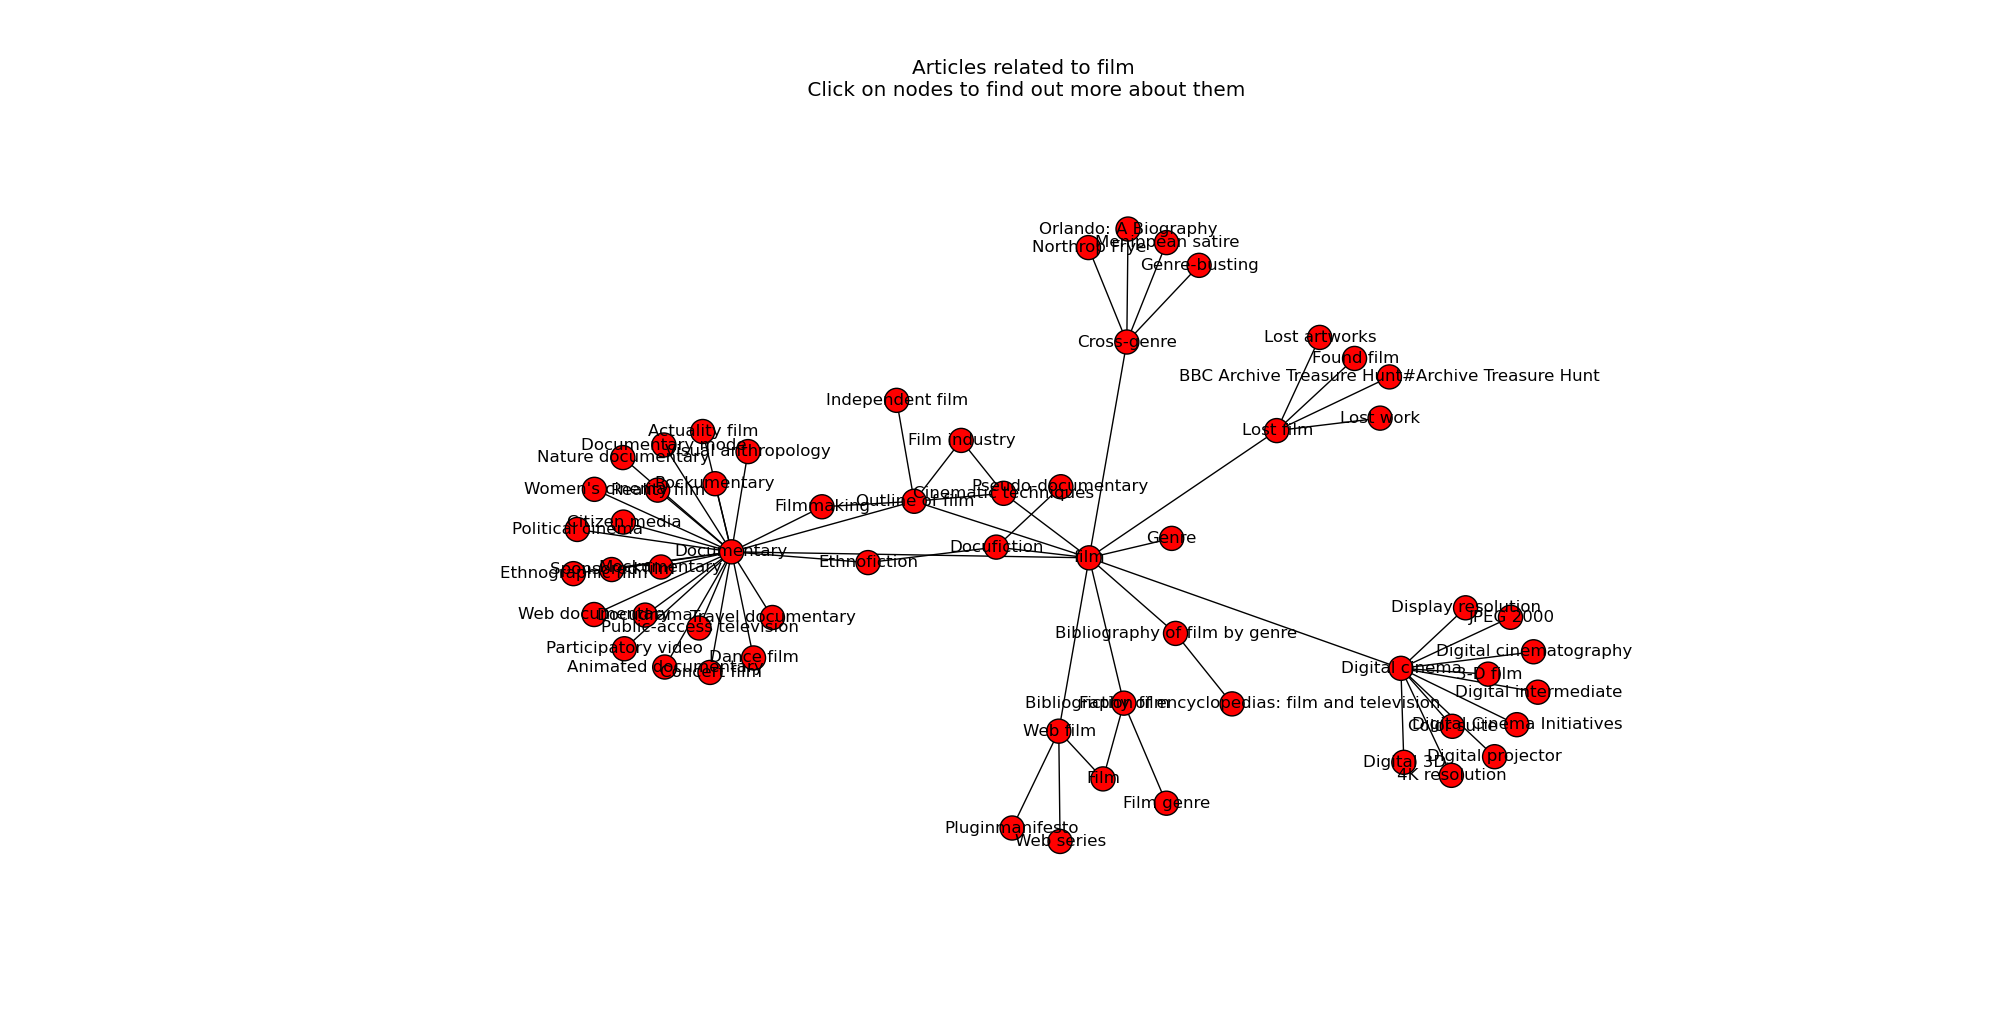 Articles related to film
Click on nodes to find out more about them
Orlando: A Biography
Menippean satire
Northrop Frye
Genre-busting
Lost artworks
Cross-genre
Found film
BBC Archive Treasure Hunt#Archive Treasure Hunt
Independent film
Lost work
Lost film
Actuality film
Film industry
Documentary mode
Visual anthropology
Nature documentary
Rockumentary
Pseudo-documentary
Women's cinema
Reality film
Cinematic techniques
Outline of film
Filmmaking
Citizen media
Political cinema
Genre
Docufiction
Documentary
film
Ethnofiction
Mockumentary
Sponsored film
Ethnographic film
Display resolution
Web documentary
Docudrama
Travel documentary
JPEG 2000
Public-access television
Bibliography of film by genre
Participatory video
Digital cinematography
Dance film
Animated documentary
Concert film
Digital cinema
3-D film
Digital intermediate
Bibliography of encyclopedias: film and television
Fiction film
Digital Cinema Initiatives
Color suite
Web film
Digital projector
Digital 3D
4K resolution
Film
Film genre
Pluginmanifesto
Web series